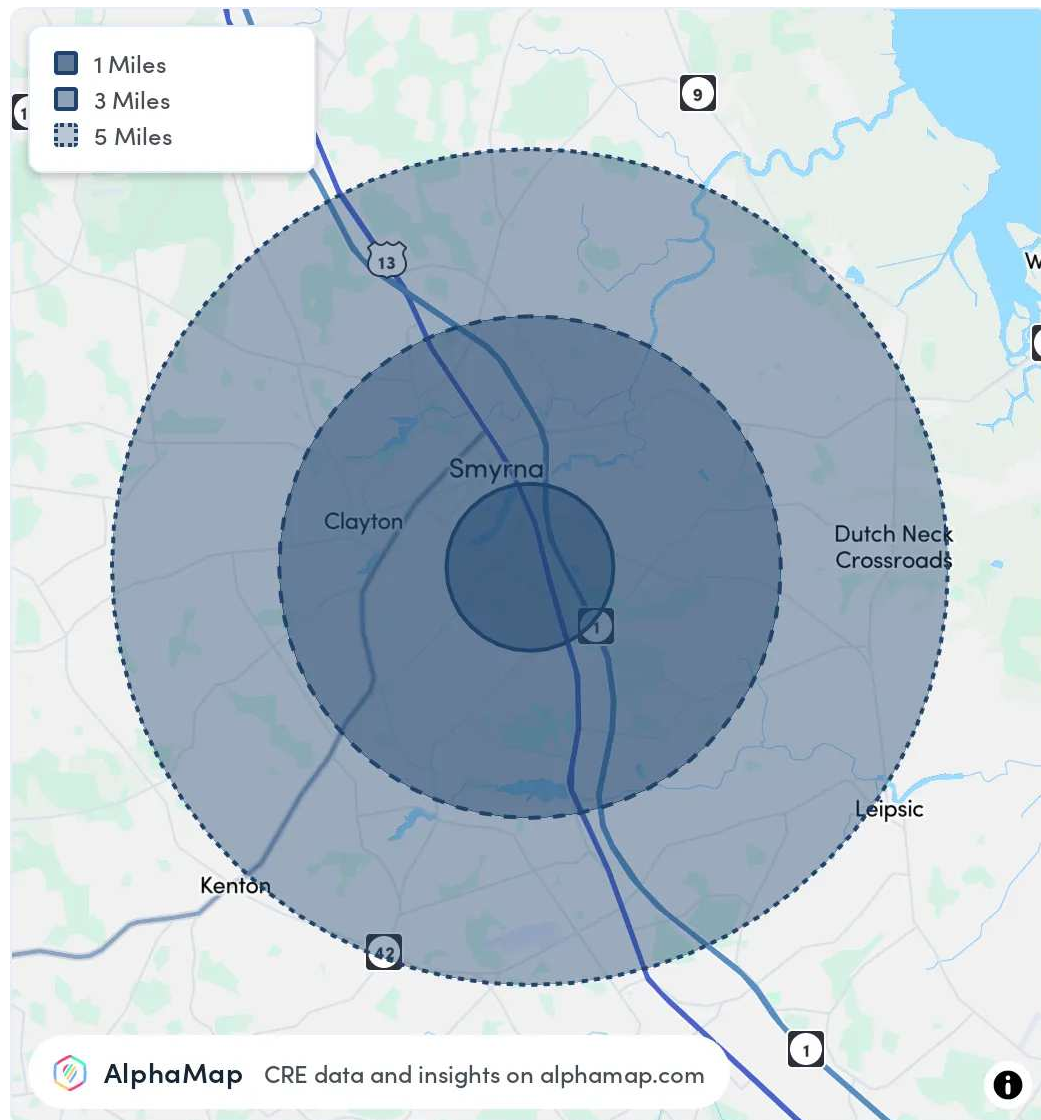 1 Miles
3 Miles
5 Miles
9
13
Smyrna
Clayton
Dutch Neck
Crossroads
1
Leipsic
Kenton
42
1
AlphaMap CRE data and insights on alphamap.com